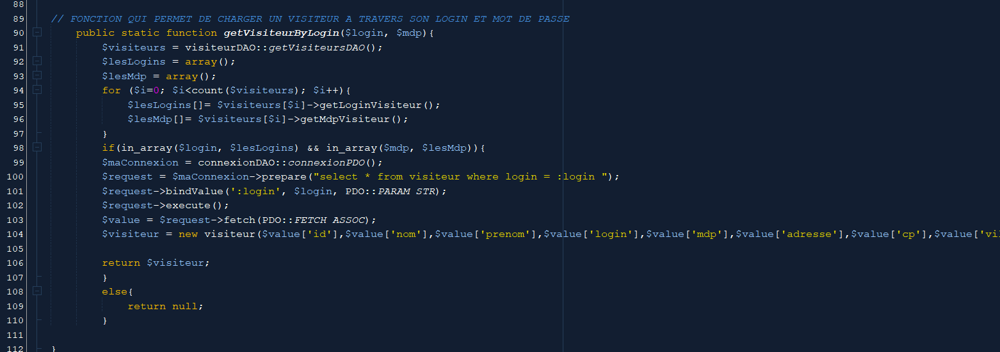 88
89 // FONCTION QUI PERMET DE CHARGER UN VISITEUR A TRAVERS SON LOGIN ET MOT DE PASSE
90 public static function getVisiteurByLogin($login, $mdp){
91 $visiteurs = visiteurDAO::getVisiteursDAO();
92 $lesLogins = array();
93 $lesMdp = array();
94 for ($i=0; $i<count($visiteurs); $i++){
95 $lesLogins[]= $visiteurs[$i]->getLoginVisiteur();
96 $lesMdp[]= $visiteurs[$i]->getMdpVisiteur();
97 }
98 if(in_array($login, $lesLogins) && in_array($mdp, $lesMdp)){
99 $maConnexion = connexionDAO::connexionPDO();
100 $request = $maConnexion->prepare("select * from visiteur where login = :login ");
101 $request->bindValue(':login', $login, PDO::PARAM_STR);
102 $request->execute();
103 $value = $request->fetch(PDO::FETCH_ASSOC);
104 $visiteur = new visiteur($value['id'],$value['nom'],$value['prenom'],$value['login'],$value['mdp'],$value['adresse'],$value['cp'],$value['vi
105
106 return $visiteur;
107 }
108 else{
109 return null;
110 }
111
112 }